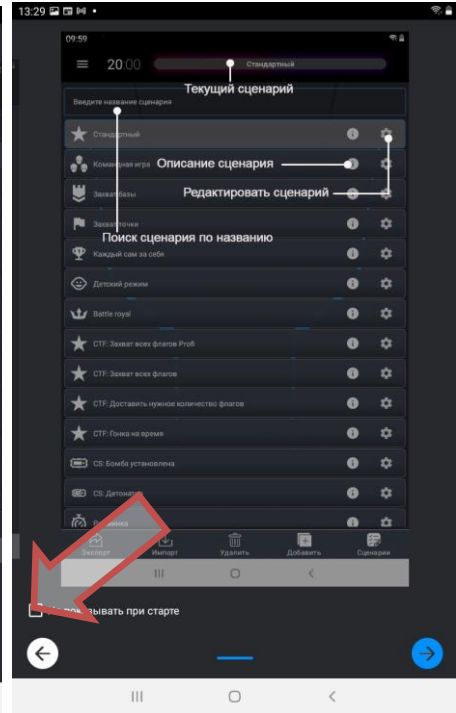 13:29
09:59
20:00 Стандартный
Текущий сценарий
Введите название сценария
Стандартный
Командная игра Описание сценария
Захват базы Редактировать сценарий
Захват точки
Поиск сценария по названию
Каждый сам за себя
Детский режим
Battle royal
CTF: Захват всех флагов Profi
CTF: Захват всех флагов
CTF: Доставить нужное количество флагов
CTF: Гонка на время
CS: Бомба установлена
CS: Детонатор
Экспорт Импорт Удалить Добавить Сценарии
показывать при старте